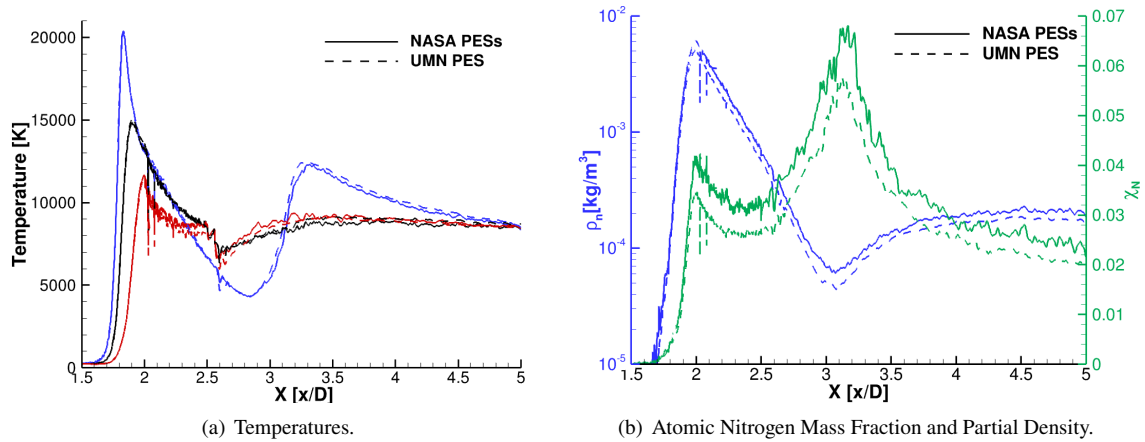 20000
15000
10000
5000
0
Temperature [K]
1.5 2 2.5 3 3.5 4 4.5 5
X [x/D]
NASA PESs
UMN PES
(a) Temperatures.
10⁻²
10⁻³
10⁻⁴
10⁻⁵
ρₙ[kg/m³]
1.5 2 2.5 3 3.5 4 4.5 5
X [x/D]
NASA PESs
UMN PES
0.07
0.06
0.05
0.04
0.03
0.02
0.01
0
χN
(b) Atomic Nitrogen Mass Fraction and Partial Density.